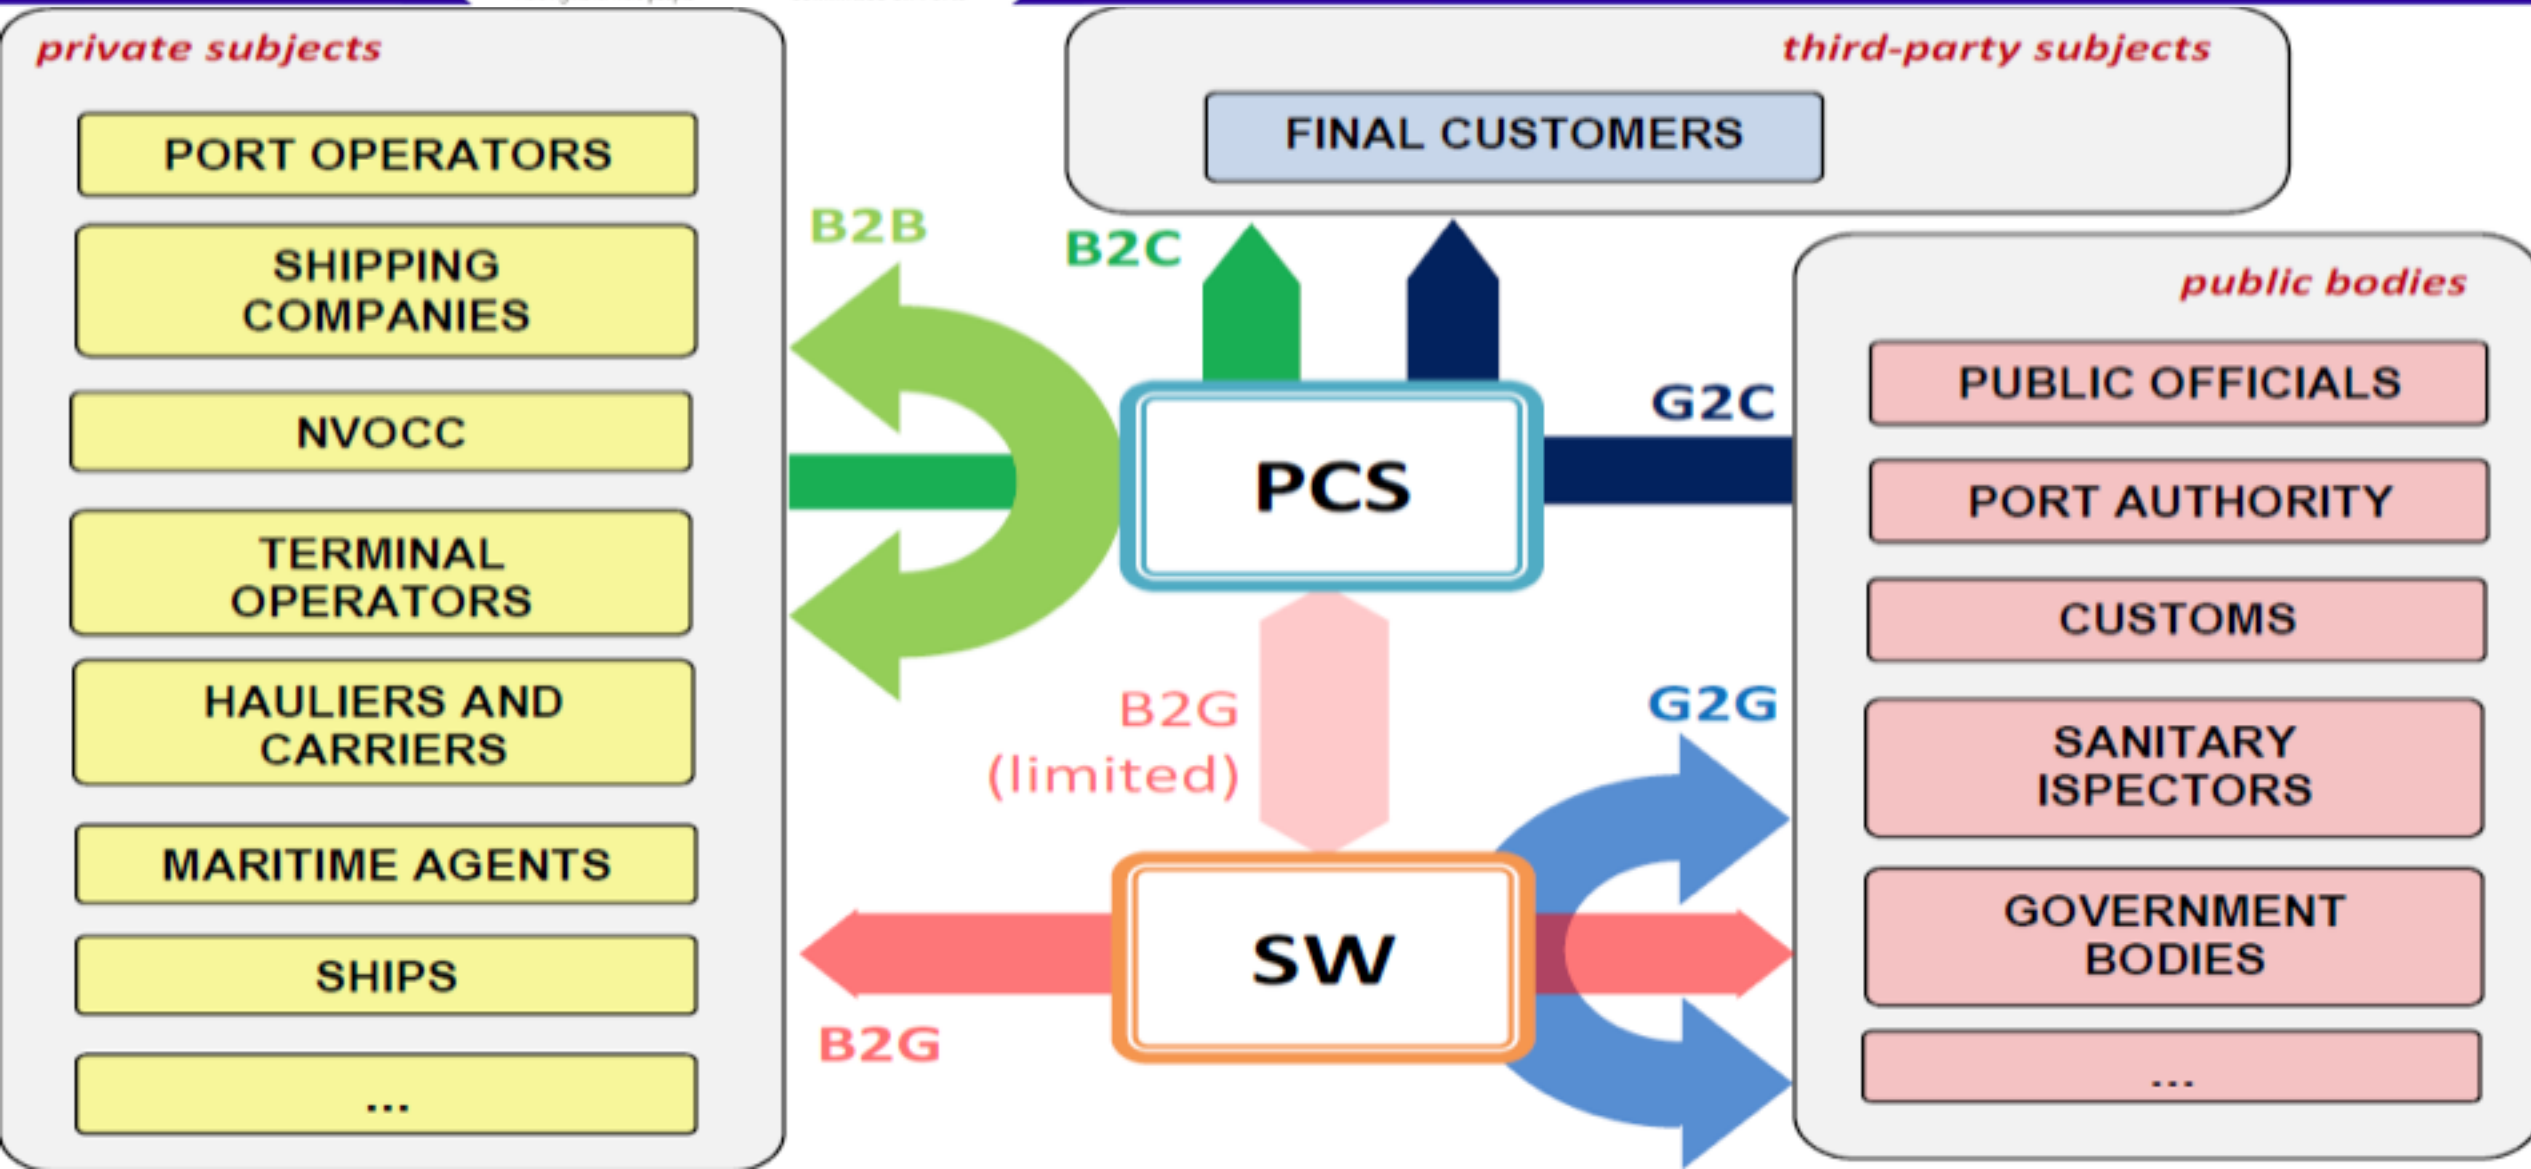 private subjects
PORT OPERATORS
SHIPPING
COMPANIES
NVOCC
TERMINAL
OPERATORS
HAULIERS AND
CARRIERS
MARITIME AGENTS
SHIPS
...
third-party subjects
FINAL CUSTOMERS
B2B
B2C
G2C
PCS
B2G
(limited)
G2G
SW
B2G
public bodies
PUBLIC OFFICIALS
PORT AUTHORITY
CUSTOMS
SANITARY
ISPECTORS
GOVERNMENT
BODIES
...